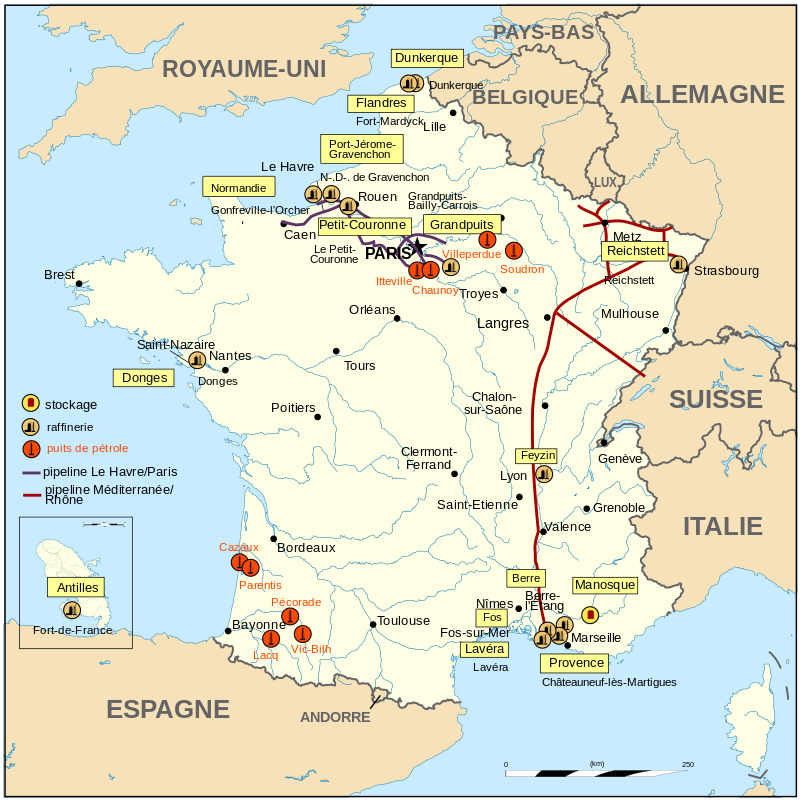 PAYS-BAS
ROYAUME-UNI
Dunkerque
Dunkerque
BELGIQUE
ALLEMAGNE
Flandres
Fort-Mardyck
Lille
Port-Jérome-
Gravenchon
Le Havre
N-.D-. de Gravenchon
LUX.
Normandie
Rouen
Grandpuits-
Bailly-Carrois
Gonfreville-l'Orcher
Caen
Petit-Couronne
Grandpuits
Metz
Le Petit-
Couronne
PARIS
Villeperdue
Reichstett
Soudron
Strasbourg
Brest
Itteville
Chaunoy
Troyes
Reichstett
Orléans
Langres
Mulhouse
Saint-Nazaire
Nantes
Tours
Donges
Donges
SUISSE
Chalon-
sur-Saône
stockage
Poitiers
raffinerie
puits de pétrole
Clermont-
Ferrand
Feyzin
Genève
pipeline Le Havre/Paris
Lyon
pipeline Méditerranée/
Rhône
Saint-Etienne
Grenoble
Valence
ITALIE
Cazaux
Bordeaux
Parentis
Berre
Manosque
Antilles
Fort-de-France
Pécorade
Nîmes
Berre-
l'Etang
Fos
Bayonne
Toulouse
Fos-sur-Mer
Marseille
Lacq
Vic-Bilh
Lavéra
Lavéra
Provence
Châteauneuf-lès-Martigues
ESPAGNE
ANDORRE
0
(km)
250